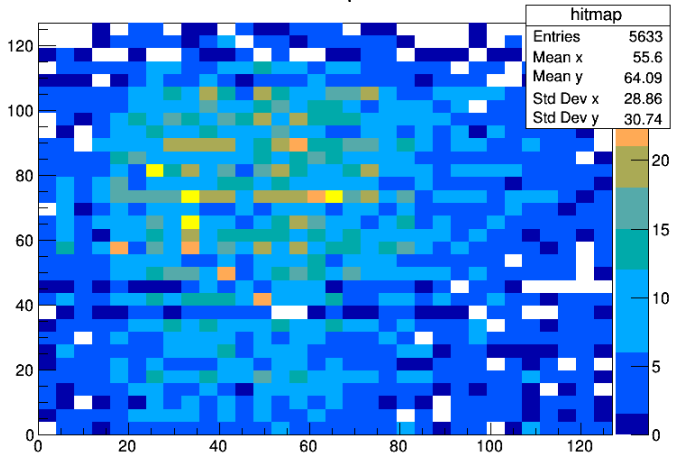 hitmap
Entries 5633
Mean x 55.6
Mean y 64.09
Std Dev x 28.86
Std Dev y 30.74
120
100
80
60
40
20
0
0 20 40 60 80 100 120
20
15
10
5
0